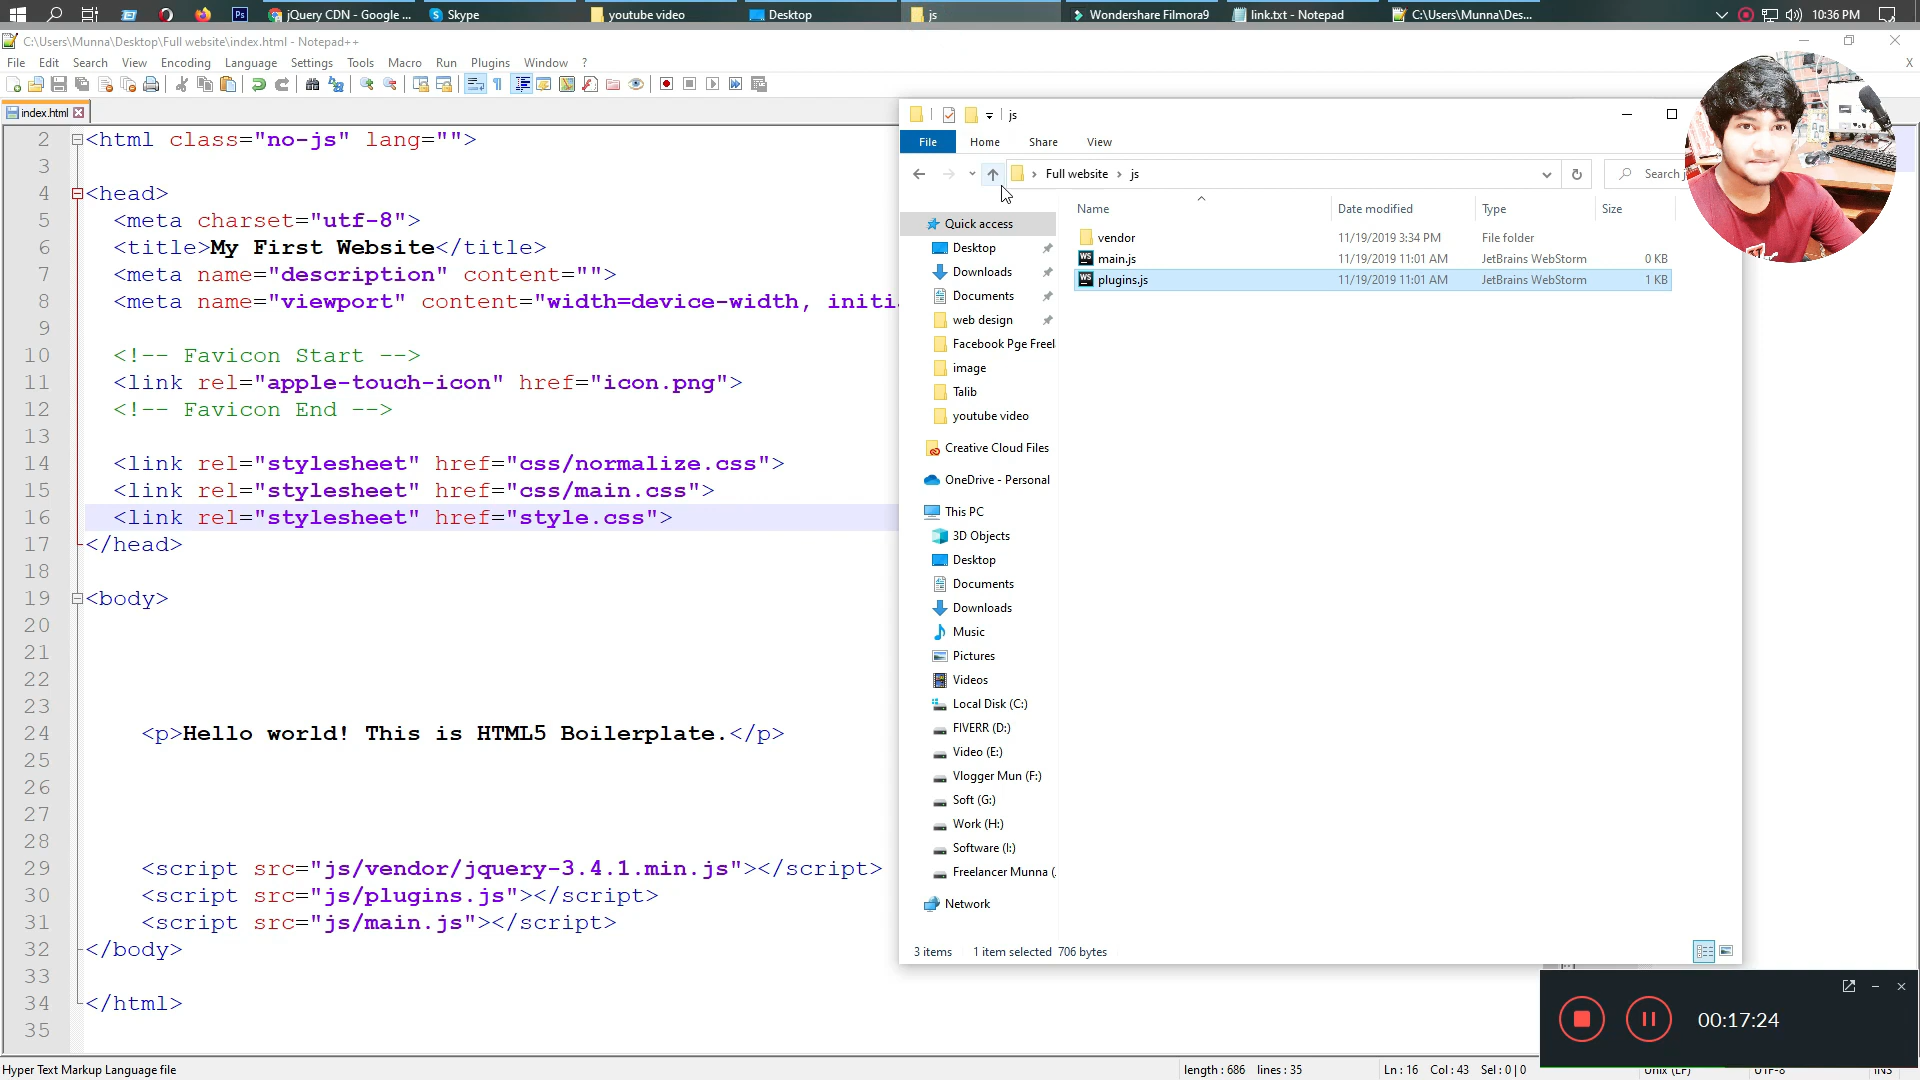 jQuery CDN - Google ...
Skype
youtube video
Desktop
js
Wondershare Filmora9
link.txt - Notepad
C:\Users\Munna\Des...
10:36 PM
C:\Users\Munna\Desktop\Full website\index.html - Notepad++
File Edit Search View Encoding Language Settings Tools Macro Run Plugins Window ?
X
index.html
2 <html class="no-js" lang="">
3
4 <head>
5 <meta charset="utf-8">
6 <title>My First Website</title>
7 <meta name="description" content="">
8 <meta name="viewport" content="width=device-width, initi
9
10 <!-- Favicon Start -->
11 <link rel="apple-touch-icon" href="icon.png">
12 <!-- Favicon End -->
13
14 <link rel="stylesheet" href="css/normalize.css">
15 <link rel="stylesheet" href="css/main.css">
16 <link rel="stylesheet" href="style.css">
17 </head>
18
19 <body>
20
21
22
23
24 <p>Hello world! This is HTML5 Boilerplate.</p>
25
26
27
28
29 <script src="js/vendor/jquery-3.4.1.min.js"></script>
30 <script src="js/plugins.js"></script>
31 <script src="js/main.js"></script>
32 </body>
33
34 </html>
35
js
File Home Share View
Full website js
Search j
Name Date modified Type Size
vendor 11/19/2019 3:34 PM File folder
main.js 11/19/2019 11:01 AM JetBrains WebStorm 0 KB
plugins.js 11/19/2019 11:01 AM JetBrains WebStorm 1 KB
Quick access
Desktop
Downloads
Documents
web design
Facebook Pge Freel
image
Talib
youtube video
Creative Cloud Files
OneDrive - Personal
This PC
3D Objects
Desktop
Documents
Downloads
Music
Pictures
Videos
Local Disk (C:)
FIVERR (D:)
Video (E:)
Vlogger Mun (F:)
Soft (G:)
Work (H:)
Software (I:)
Freelancer Munna (
Network
3 items 1 item selected 706 bytes
00:17:24
Hyper Text Markup Language file
length : 686 lines : 35
Ln : 16 Col : 43 Sel : 0 | 0
Unix (LF)
UTF-8
INS